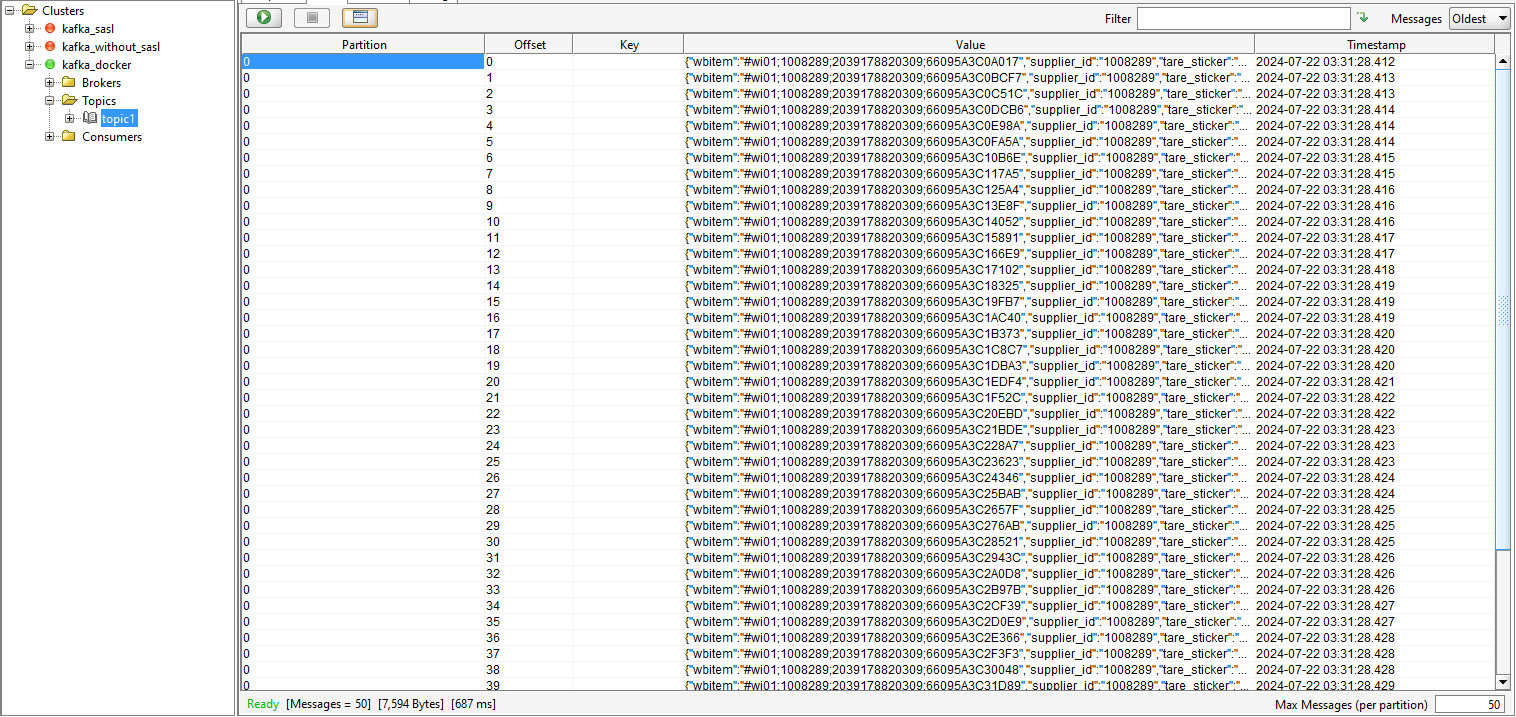 Clusters
kafka_sasl
kafka_without_sasl
kafka_docker
Brokers
Topics
topic1
Consumers
Filter Messages Oldest
Partition Offset Key Value Timestamp
0 0 {"wbitem":"#wi01;1008289;2039178820309;66095A3C0A017","supplier_id":"1008289","tare_sticker":"... 2024-07-22 03:31:28.412
0 1 {"wbitem":"#wi01;1008289;2039178820309;66095A3C0BCF7","supplier_id":"1008289","tare_sticker":"... 2024-07-22 03:31:28.413
0 2 {"wbitem":"#wi01;1008289;2039178820309;66095A3C0C51C","supplier_id":"1008289","tare_sticker":"... 2024-07-22 03:31:28.413
0 3 {"wbitem":"#wi01;1008289;2039178820309;66095A3C0DCB6","supplier_id":"1008289","tare_sticker":"... 2024-07-22 03:31:28.414
0 4 {"wbitem":"#wi01;1008289;2039178820309;66095A3C0E98A","supplier_id":"1008289","tare_sticker":"... 2024-07-22 03:31:28.414
0 5 {"wbitem":"#wi01;1008289;2039178820309;66095A3C0FA5A","supplier_id":"1008289","tare_sticker":"... 2024-07-22 03:31:28.414
0 6 {"wbitem":"#wi01;1008289;2039178820309;66095A3C10B6E","supplier_id":"1008289","tare_sticker":"... 2024-07-22 03:31:28.415
0 7 {"wbitem":"#wi01;1008289;2039178820309;66095A3C117A5","supplier_id":"1008289","tare_sticker":"... 2024-07-22 03:31:28.415
0 8 {"wbitem":"#wi01;1008289;2039178820309;66095A3C125A4","supplier_id":"1008289","tare_sticker":"... 2024-07-22 03:31:28.416
0 9 {"wbitem":"#wi01;1008289;2039178820309;66095A3C13E8F","supplier_id":"1008289","tare_sticker":"... 2024-07-22 03:31:28.416
0 10 {"wbitem":"#wi01;1008289;2039178820309;66095A3C14052","supplier_id":"1008289","tare_sticker":"... 2024-07-22 03:31:28.416
0 11 {"wbitem":"#wi01;1008289;2039178820309;66095A3C15891","supplier_id":"1008289","tare_sticker":"... 2024-07-22 03:31:28.417
0 12 {"wbitem":"#wi01;1008289;2039178820309;66095A3C166E9","supplier_id":"1008289","tare_sticker":"... 2024-07-22 03:31:28.417
0 13 {"wbitem":"#wi01;1008289;2039178820309;66095A3C17102","supplier_id":"1008289","tare_sticker":"... 2024-07-22 03:31:28.418
0 14 {"wbitem":"#wi01;1008289;2039178820309;66095A3C18325","supplier_id":"1008289","tare_sticker":"... 2024-07-22 03:31:28.419
0 15 {"wbitem":"#wi01;1008289;2039178820309;66095A3C19FB7","supplier_id":"1008289","tare_sticker":"... 2024-07-22 03:31:28.419
0 16 {"wbitem":"#wi01;1008289;2039178820309;66095A3C1AC40","supplier_id":"1008289","tare_sticker":"... 2024-07-22 03:31:28.419
0 17 {"wbitem":"#wi01;1008289;2039178820309;66095A3C1B373","supplier_id":"1008289","tare_sticker":"... 2024-07-22 03:31:28.420
0 18 {"wbitem":"#wi01;1008289;2039178820309;66095A3C1C8C7","supplier_id":"1008289","tare_sticker":"... 2024-07-22 03:31:28.420
0 19 {"wbitem":"#wi01;1008289;2039178820309;66095A3C1DBA3","supplier_id":"1008289","tare_sticker":"... 2024-07-22 03:31:28.420
0 20 {"wbitem":"#wi01;1008289;2039178820309;66095A3C1EDF4","supplier_id":"1008289","tare_sticker":"... 2024-07-22 03:31:28.421
0 21 {"wbitem":"#wi01;1008289;2039178820309;66095A3C1F52C","supplier_id":"1008289","tare_sticker":"... 2024-07-22 03:31:28.422
0 22 {"wbitem":"#wi01;1008289;2039178820309;66095A3C20EBD","supplier_id":"1008289","tare_sticker":"... 2024-07-22 03:31:28.422
0 23 {"wbitem":"#wi01;1008289;2039178820309;66095A3C21BDE","supplier_id":"1008289","tare_sticker":"... 2024-07-22 03:31:28.423
0 24 {"wbitem":"#wi01;1008289;2039178820309;66095A3C228A7","supplier_id":"1008289","tare_sticker":"... 2024-07-22 03:31:28.423
0 25 {"wbitem":"#wi01;1008289;2039178820309;66095A3C23623","supplier_id":"1008289","tare_sticker":"... 2024-07-22 03:31:28.423
0 26 {"wbitem":"#wi01;1008289;2039178820309;66095A3C24346","supplier_id":"1008289","tare_sticker":"... 2024-07-22 03:31:28.424
0 27 {"wbitem":"#wi01;1008289;2039178820309;66095A3C25BAB","supplier_id":"1008289","tare_sticker":"... 2024-07-22 03:31:28.424
0 28 {"wbitem":"#wi01;1008289;2039178820309;66095A3C2657F","supplier_id":"1008289","tare_sticker":"... 2024-07-22 03:31:28.425
0 29 {"wbitem":"#wi01;1008289;2039178820309;66095A3C276AB","supplier_id":"1008289","tare_sticker":"... 2024-07-22 03:31:28.425
0 30 {"wbitem":"#wi01;1008289;2039178820309;66095A3C28521","supplier_id":"1008289","tare_sticker":"... 2024-07-22 03:31:28.425
0 31 {"wbitem":"#wi01;1008289;2039178820309;66095A3C2943C","supplier_id":"1008289","tare_sticker":"... 2024-07-22 03:31:28.426
0 32 {"wbitem":"#wi01;1008289;2039178820309;66095A3C2A0D8","supplier_id":"1008289","tare_sticker":"... 2024-07-22 03:31:28.426
0 33 {"wbitem":"#wi01;1008289;2039178820309;66095A3C2B97B","supplier_id":"1008289","tare_sticker":"... 2024-07-22 03:31:28.426
0 34 {"wbitem":"#wi01;1008289;2039178820309;66095A3C2CF39","supplier_id":"1008289","tare_sticker":"... 2024-07-22 03:31:28.427
0 35 {"wbitem":"#wi01;1008289;2039178820309;66095A3C2D0E9","supplier_id":"1008289","tare_sticker":"... 2024-07-22 03:31:28.427
0 36 {"wbitem":"#wi01;1008289;2039178820309;66095A3C2E366","supplier_id":"1008289","tare_sticker":"... 2024-07-22 03:31:28.428
0 37 {"wbitem":"#wi01;1008289;2039178820309;66095A3C2F3F3","supplier_id":"1008289","tare_sticker":"... 2024-07-22 03:31:28.428
0 38 {"wbitem":"#wi01;1008289;2039178820309;66095A3C30048","supplier_id":"1008289","tare_sticker":"... 2024-07-22 03:31:28.428
0 39 {"wbitem":"#wi01;1008289;2039178820309;66095A3C31D89","supplier_id":"1008289","tare_sticker":"... 2024-07-22 03:31:28.429
Ready [Messages = 50] [7,594 Bytes] [687 ms] Max Messages (per partition) 50